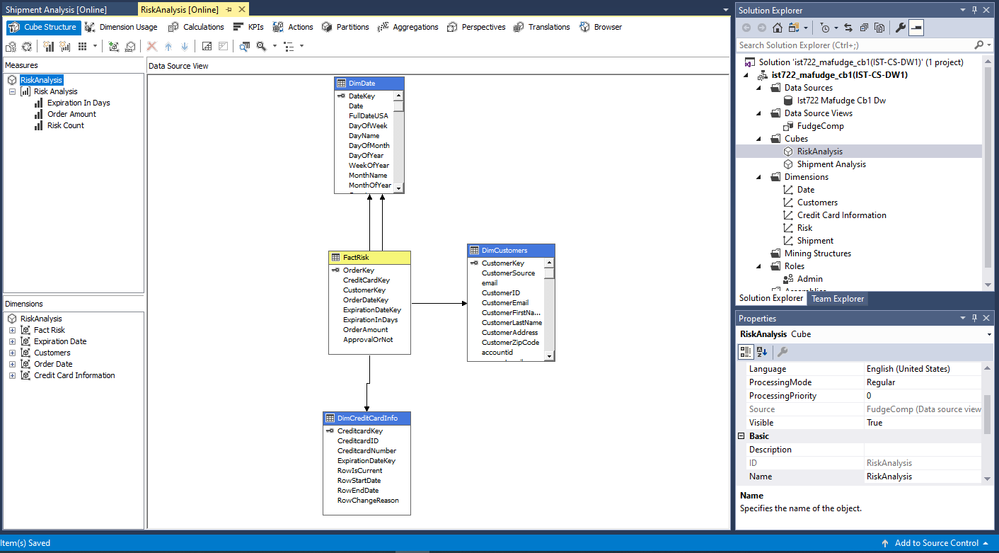 Shipment Analysis [Online]
RiskAnalysis [Online]
Cube Structure
Dimension Usage
Calculations
KPIs
Actions
Partitions
Aggregations
Perspectives
Translations
Browser
Measures
RiskAnalysis
Risk Analysis
Expiration In Days
Order Amount
Risk Count
Dimensions
RiskAnalysis
Fact Risk
Expiration Date
Customers
Order Date
Credit Card Information
Data Source View
DimDate
DateKey
Date
FullDateUSA
DayOfWeek
DayName
DayOfMonth
DayOfYear
WeekOfYear
MonthName
MonthOfYear
FactRisk
OrderKey
CreditCardKey
CustomerKey
OrderDateKey
ExpirationDateKey
ExpirationInDays
OrderAmount
ApprovalOrNot
DimCustomers
CustomerKey
CustomerSource
email
CustomerID
CustomerEmail
CustomerFirstNa...
CustomerLastName
CustomerAddress
CustomerZipCode
accountid
DimCreditCardInfo
CreditcardKey
CreditcardID
CreditcardNumber
ExpirationDateKey
RowIsCurrent
RowStartDate
RowEndDate
RowChangeReason
Solution Explorer
Search Solution Explorer (Ctrl+;)
Solution 'ist722_mafudge_cb1(IST-CS-DW1)' (1 project)
ist722_mafudge_cb1(IST-CS-DW1)
Data Sources
Ist722 Mafudge Cb1 Dw
Data Source Views
FudgeComp
Cubes
RiskAnalysis
Shipment Analysis
Dimensions
Date
Customers
Credit Card Information
Risk
Shipment
Mining Structures
Roles
Admin
Solution Explorer
Team Explorer
Properties
RiskAnalysis Cube
Language English (United States)
ProcessingMode Regular
ProcessingPriority 0
Source FudgeComp (Data source view
Visible True
Basic
Description
ID RiskAnalysis
Name RiskAnalysis
Name
Specifies the name of the object.
Item(s) Saved
Add to Source Control